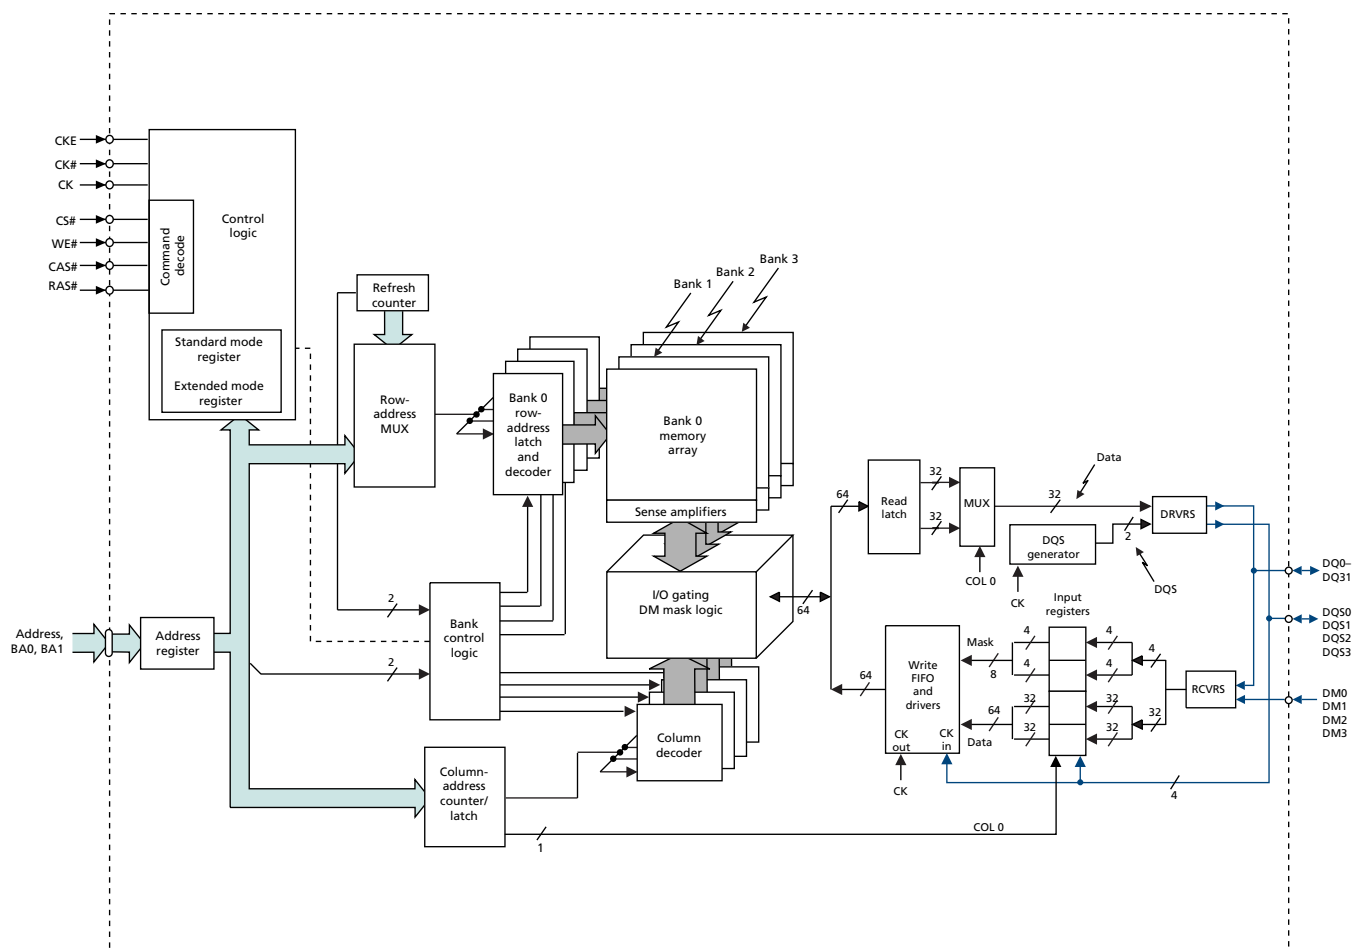 CKE
CK#
CK
CS#
WE#
CAS#
RAS#
Command
decode
Control
logic
Standard mode
register
Extended mode
register
Refresh
counter
Row-
address
MUX
Bank 0
row-
address
latch
and
decoder
Bank 3
Bank 2
Bank 1
Bank 0
memory
array
Sense amplifiers
I/O gating
DM mask logic
2
2
Bank
control
logic
Address,
BA0, BA1
Address
register
Column
decoder
Column-
address
counter/
latch
1
COL 0
64
64
64
Read
latch
32
32
MUX
COL 0
32
Data
DQS
generator
CK
2
DQS
DRVRS
DQ0–
DQ31
DQS0
DQS1
DQS2
DQS3
DM0
DM1
DM2
DM3
Input
registers
Write
FIFO
and
drivers
CK
out
CK
in
CK
Mask
8
64
Data
4
4
32
32
4
4
32
32
4
32
RCVRS
4